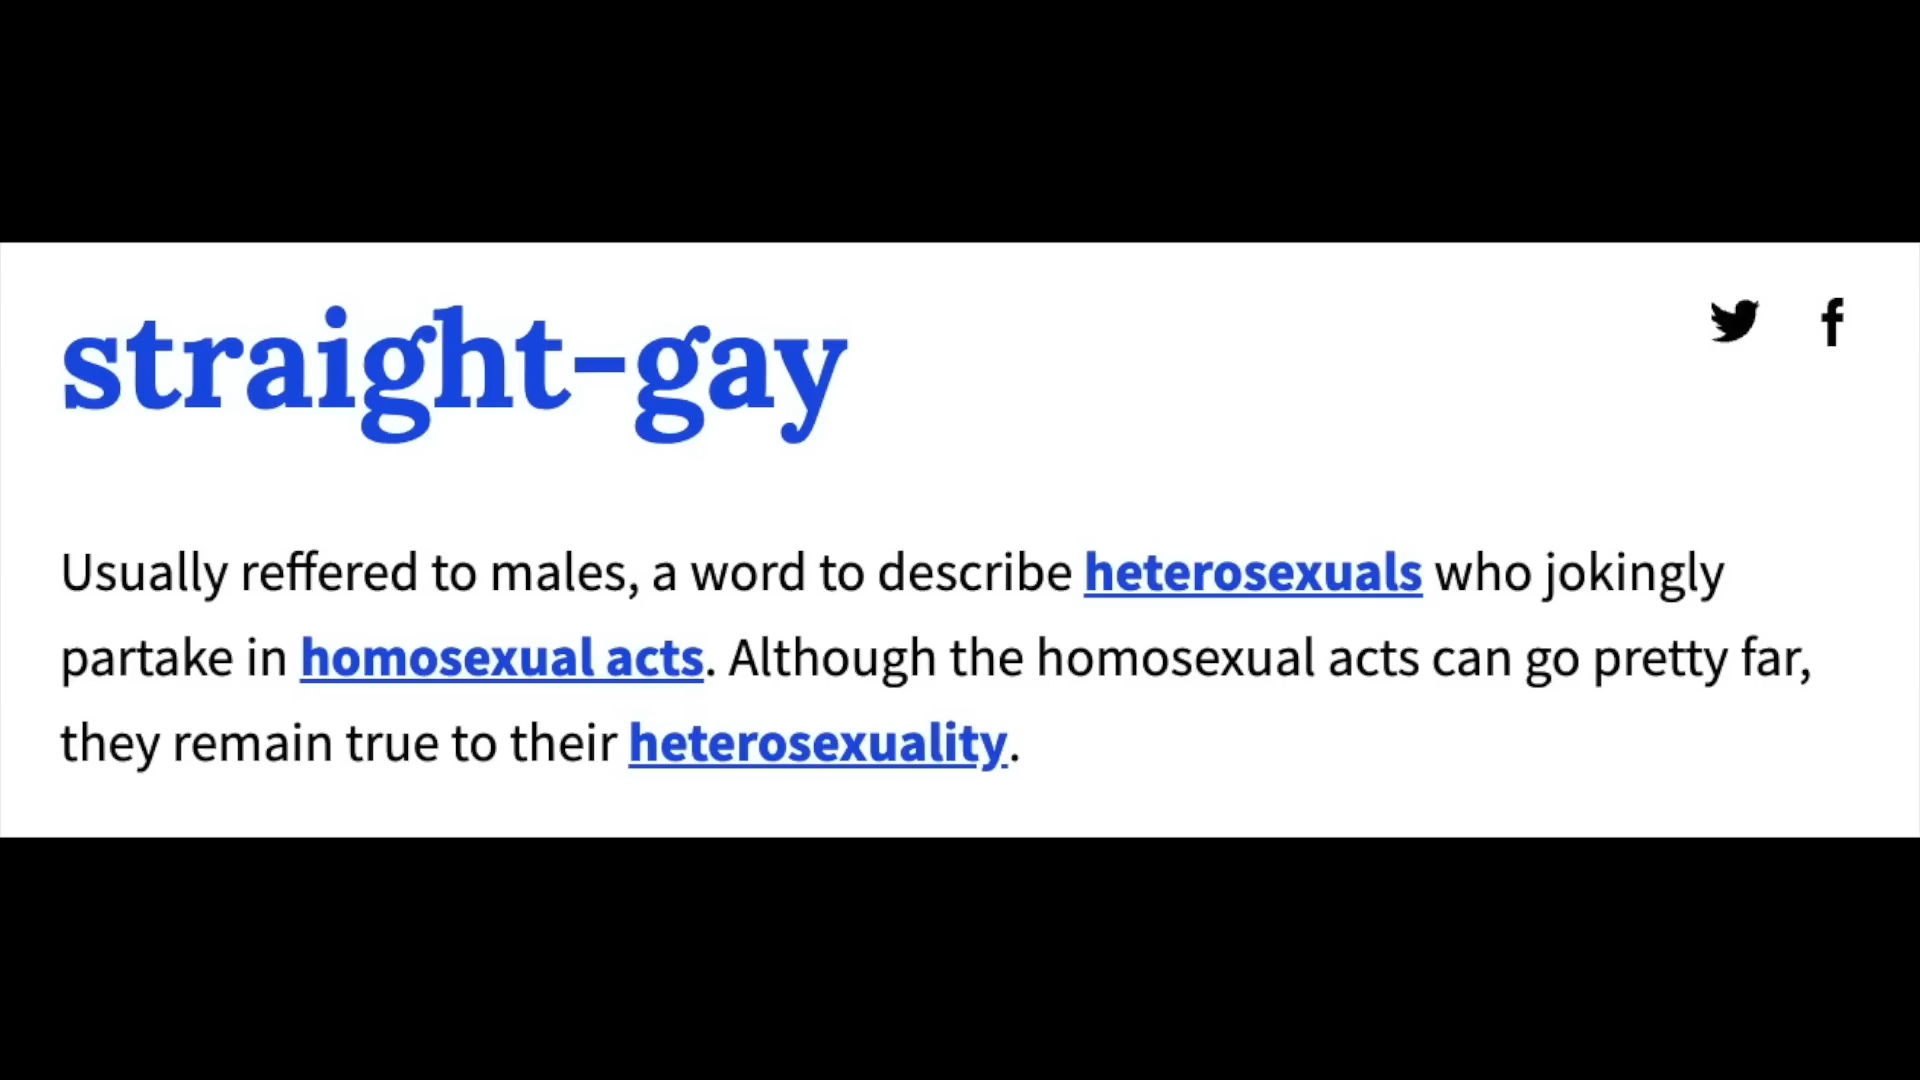 straight-gay
Usually reffered to males, a word to describe heterosexuals who jokingly
partake in homosexual acts. Although the homosexual acts can go pretty far,
they remain true to their heterosexuality.